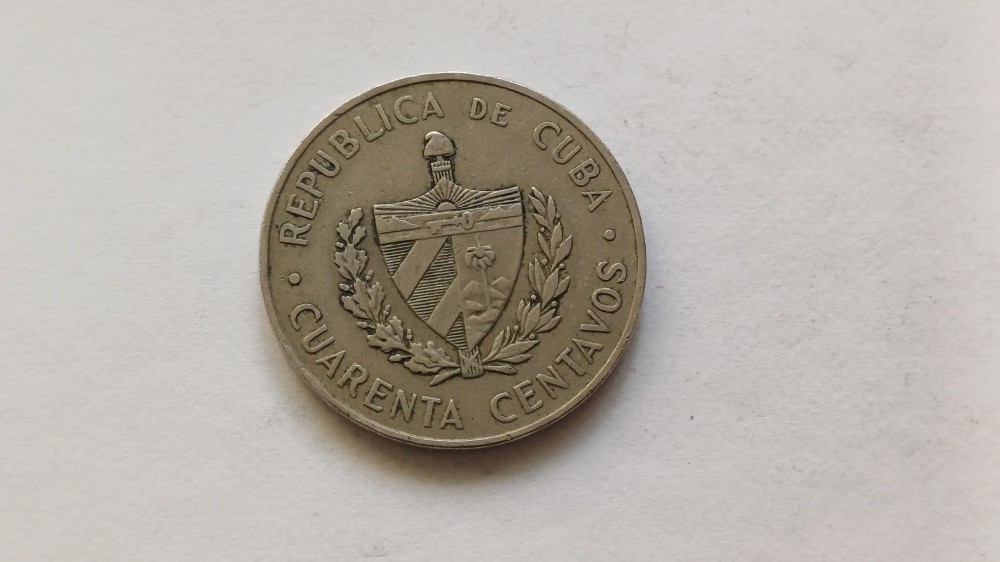 REPUBLICA DE CUBA
CUARENTA CENTAVOS